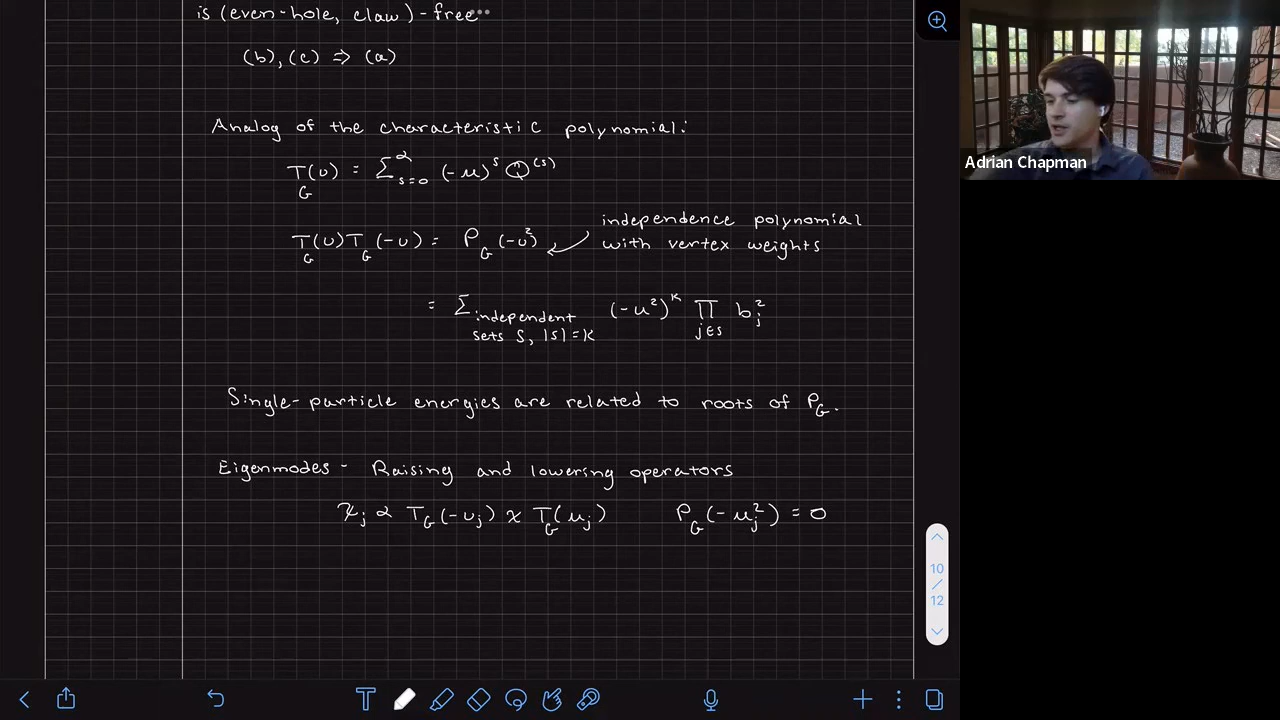 is (even-hole, claw)-free
(b),(c) ⇒ (a)
Analog of the characteristic polynomial:
T_G(u) = Σ_{s=0}^α (-u)^s Q^(s)
T_G(u) T_G(-u) = P_G(-u²)
independence polynomial
with vertex weights
= Σ_{independent sets S, |S|=k} (-u²)^k ∏_{j∈S} b_j²
Single-particle energies are related to roots of P_G.
Eigenmodes - Raising and lowering operators
ψ_j ∝ T_G(-u_j) χ T_G(u_j) P_G(-u_j²) = 0
Adrian Chapman
10
/
12
T